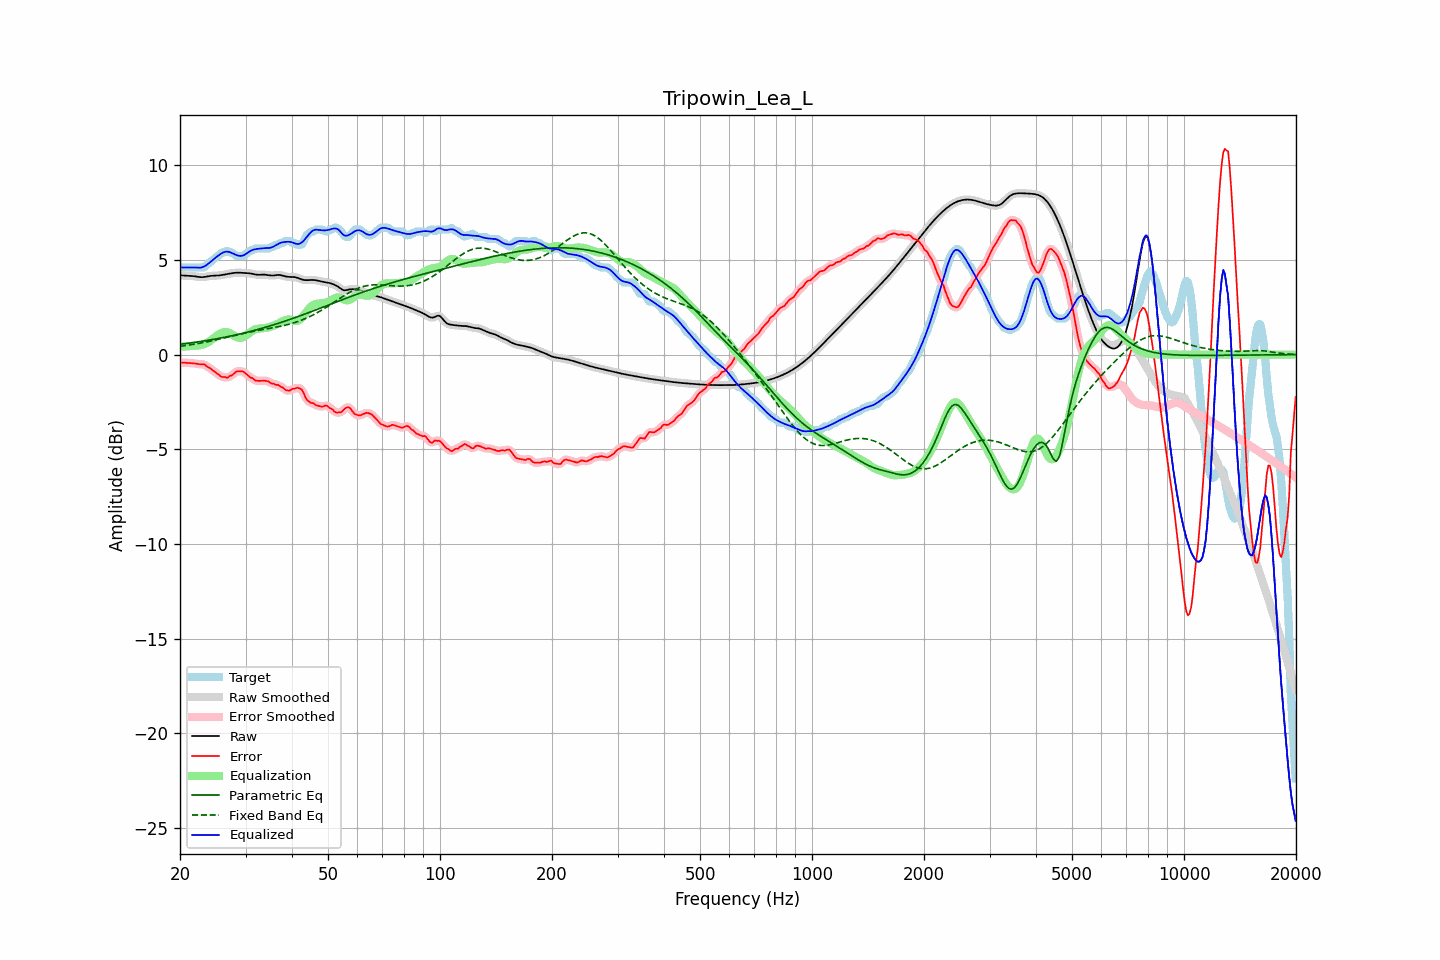 Tripowin_Lea_L
Amplitude (dBr)
10
5
0
−5
−10
−15
−20
−25
Target
Raw Smoothed
Error Smoothed
Raw
Error
Equalization
Parametric Eq
Fixed Band Eq
Equalized
20 50 100 200 500 1000 2000 5000 10000 20000
Frequency (Hz)